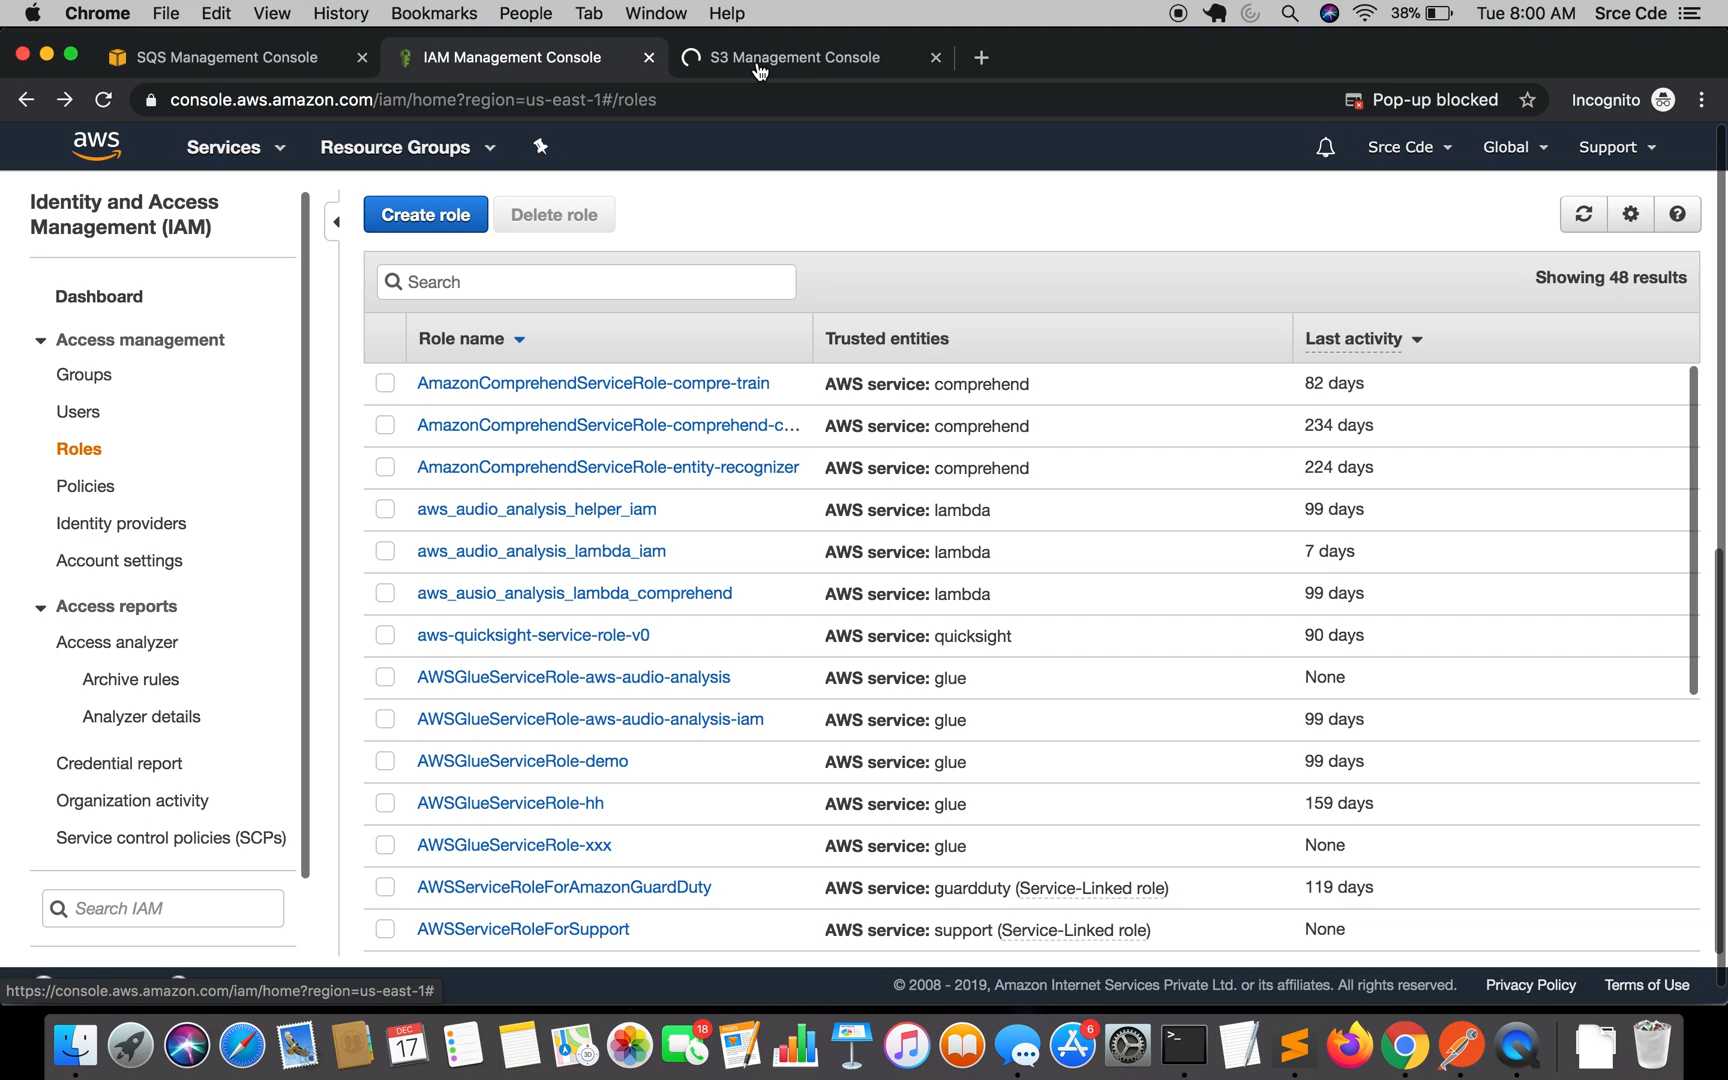 Chrome File Edit View History Bookmarks People Tab Window Help 38% Tue 8:00 AM Srce Cde
SQS Management Console IAM Management Console S3 Management Console
console.aws.amazon.com/iam/home?region=us-east-1#/roles Pop-up blocked Incognito
aws Services Resource Groups Srce Cde Global Support
Identity and Access
Management (IAM)
Dashboard
Access management
Groups
Users
Roles
Policies
Identity providers
Account settings
Access reports
Access analyzer
Archive rules
Analyzer details
Credential report
Organization activity
Service control policies (SCPs)
Search IAM
Create role Delete role
Search Showing 48 results
Role name Trusted entities Last activity
AmazonComprehendServiceRole-compre-train AWS service: comprehend 82 days
AmazonComprehendServiceRole-comprehend-c... AWS service: comprehend 234 days
AmazonComprehendServiceRole-entity-recognizer AWS service: comprehend 224 days
aws_audio_analysis_helper_iam AWS service: lambda 99 days
aws_audio_analysis_lambda_iam AWS service: lambda 7 days
aws_ausio_analysis_lambda_comprehend AWS service: lambda 99 days
aws-quicksight-service-role-v0 AWS service: quicksight 90 days
AWSGlueServiceRole-aws-audio-analysis AWS service: glue None
AWSGlueServiceRole-aws-audio-analysis-iam AWS service: glue 99 days
AWSGlueServiceRole-demo AWS service: glue 99 days
AWSGlueServiceRole-hh AWS service: glue 159 days
AWSGlueServiceRole-xxx AWS service: glue None
AWSServiceRoleForAmazonGuardDuty AWS service: guardduty (Service-Linked role) 119 days
AWSServiceRoleForSupport AWS service: support (Service-Linked role) None
https://console.aws.amazon.com/iam/home?region=us-east-1# © 2008 - 2019, Amazon Internet Services Private Ltd. or its affiliates. All rights reserved. Privacy Policy Terms of Use
DEC
17
18
6